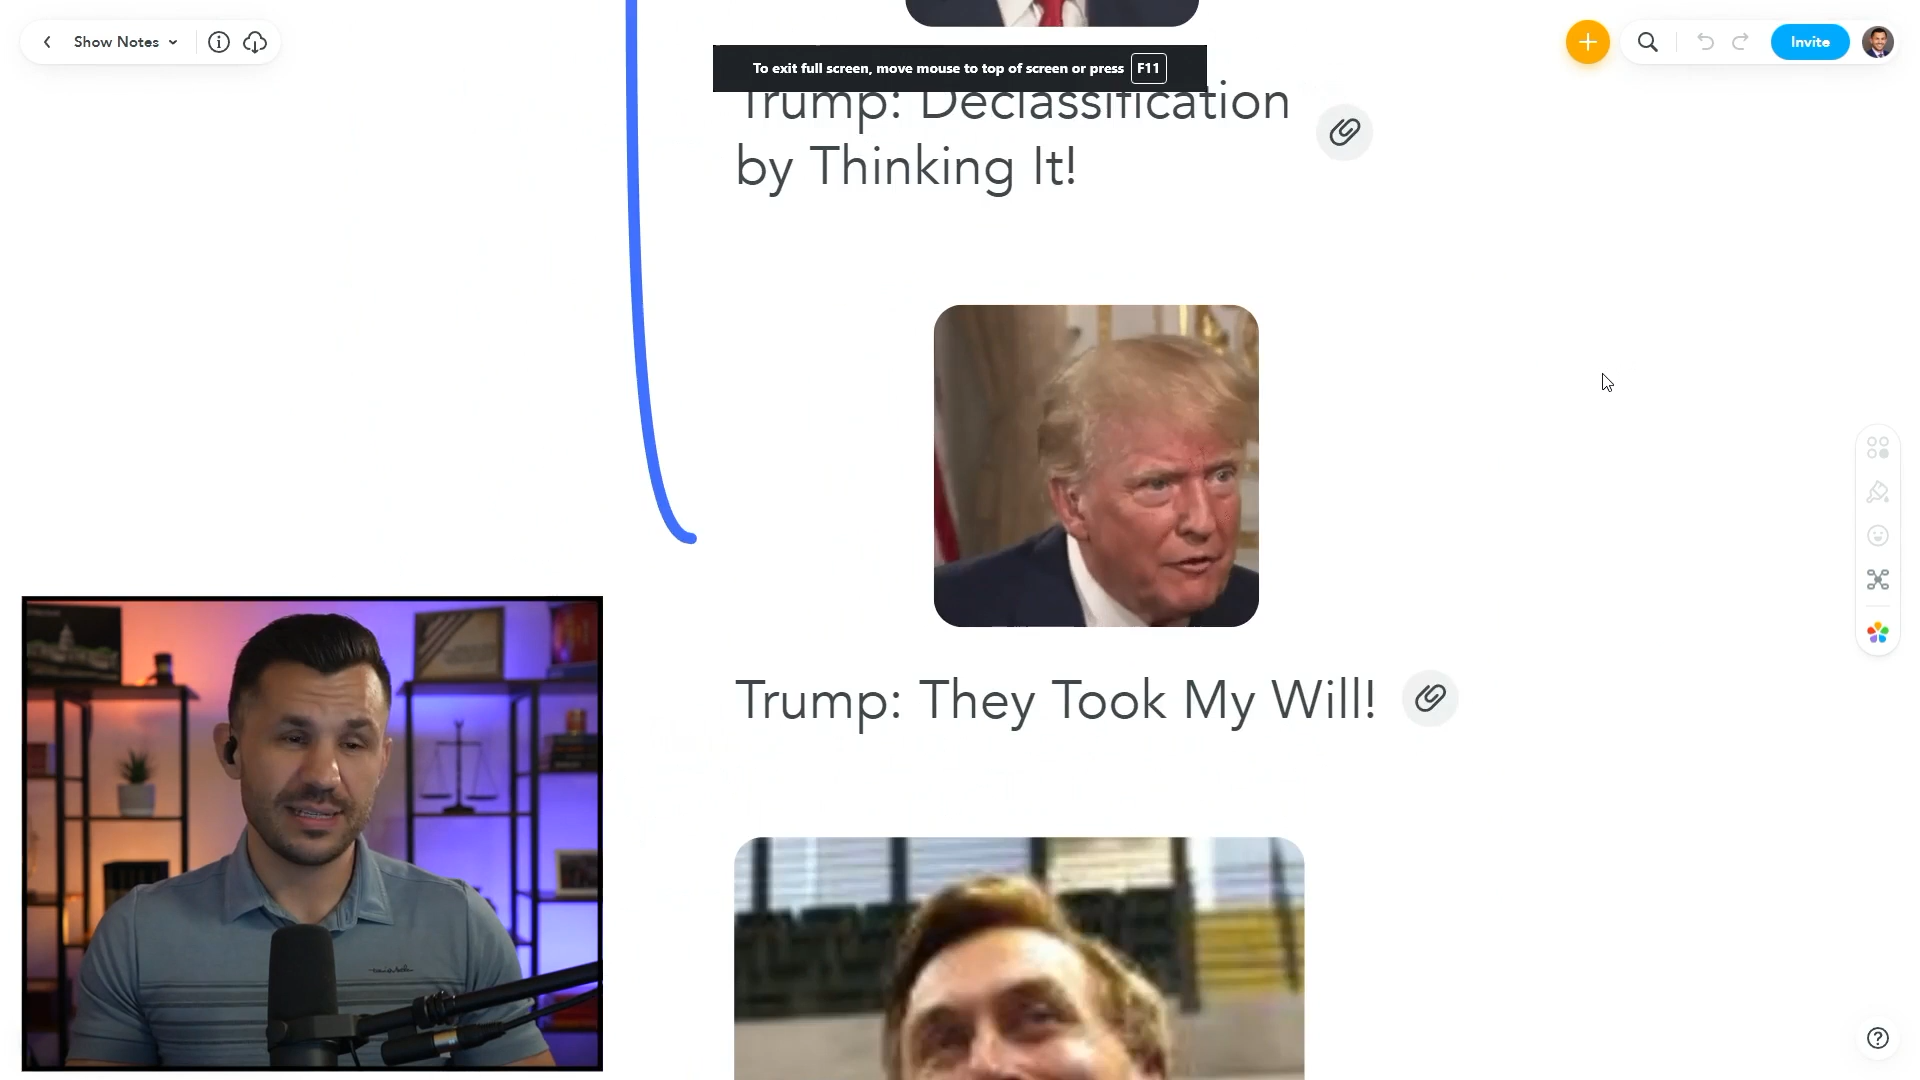 Show Notes
To exit full screen, move mouse to top of screen or press F11
Invite
Trump: Declassification
by Thinking It!
Trump: They Took My Will!